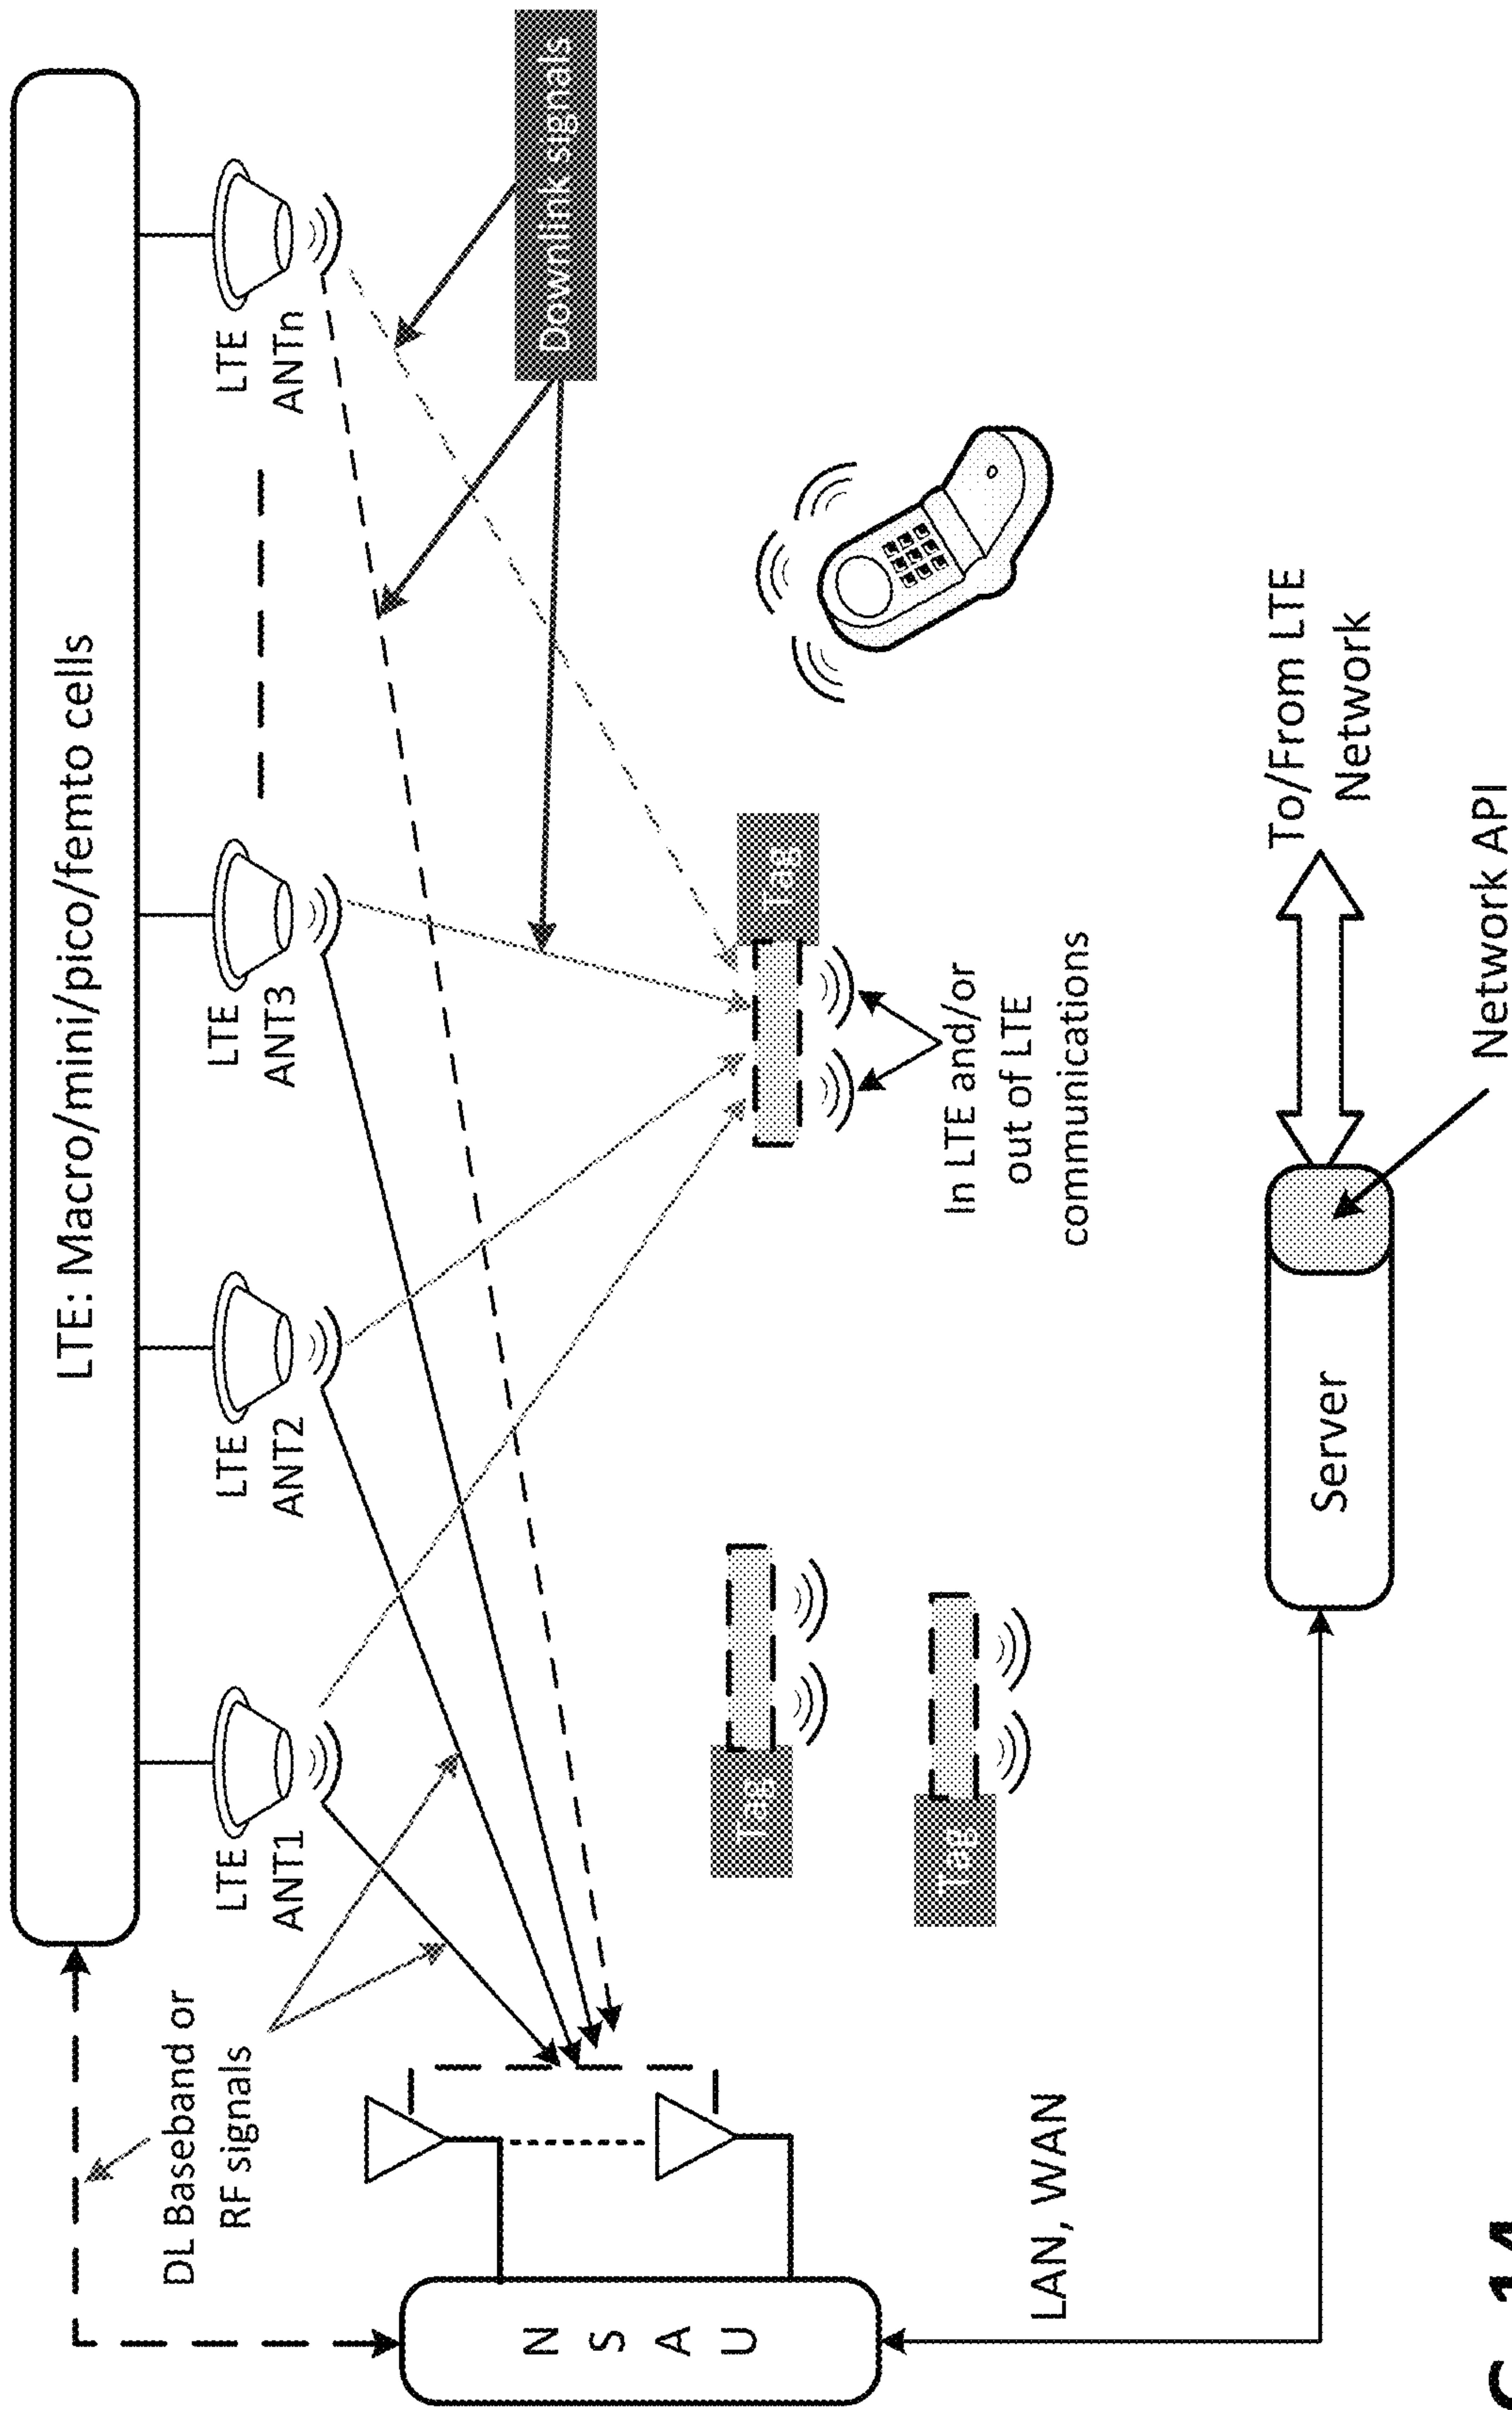 LTE: Macro/mini/pico/femto cells
DL Baseband or
RF signals
LTE
ANT1
LTE
ANT2
LTE
ANT3
LTE
ANTn
Downlink signals
N
S
A
U
Tag
Tag
Tag
In LTE and/or
out of LTE
communications
LAN, WAN
Server
To/From LTE
Network
Network API